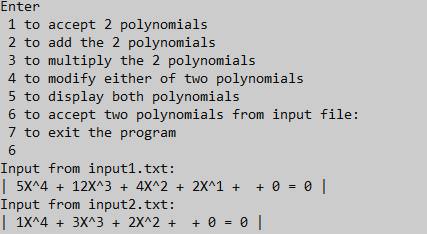 Enter
1 to accept 2 polynomials
2 to add the 2 polynomials
3 to multiply the 2 polynomials
4 to modify either of two polynomials
5 to display both polynomials
6 to accept two polynomials from input file:
7 to exit the program
6
Input from input1.txt:
| 5X^4 + 12X^3 + 4X^2 + 2X^1 +  + 0 = 0 |
Input from input2.txt:
| 1X^4 + 3X^3 + 2X^2 +  + 0 = 0 |